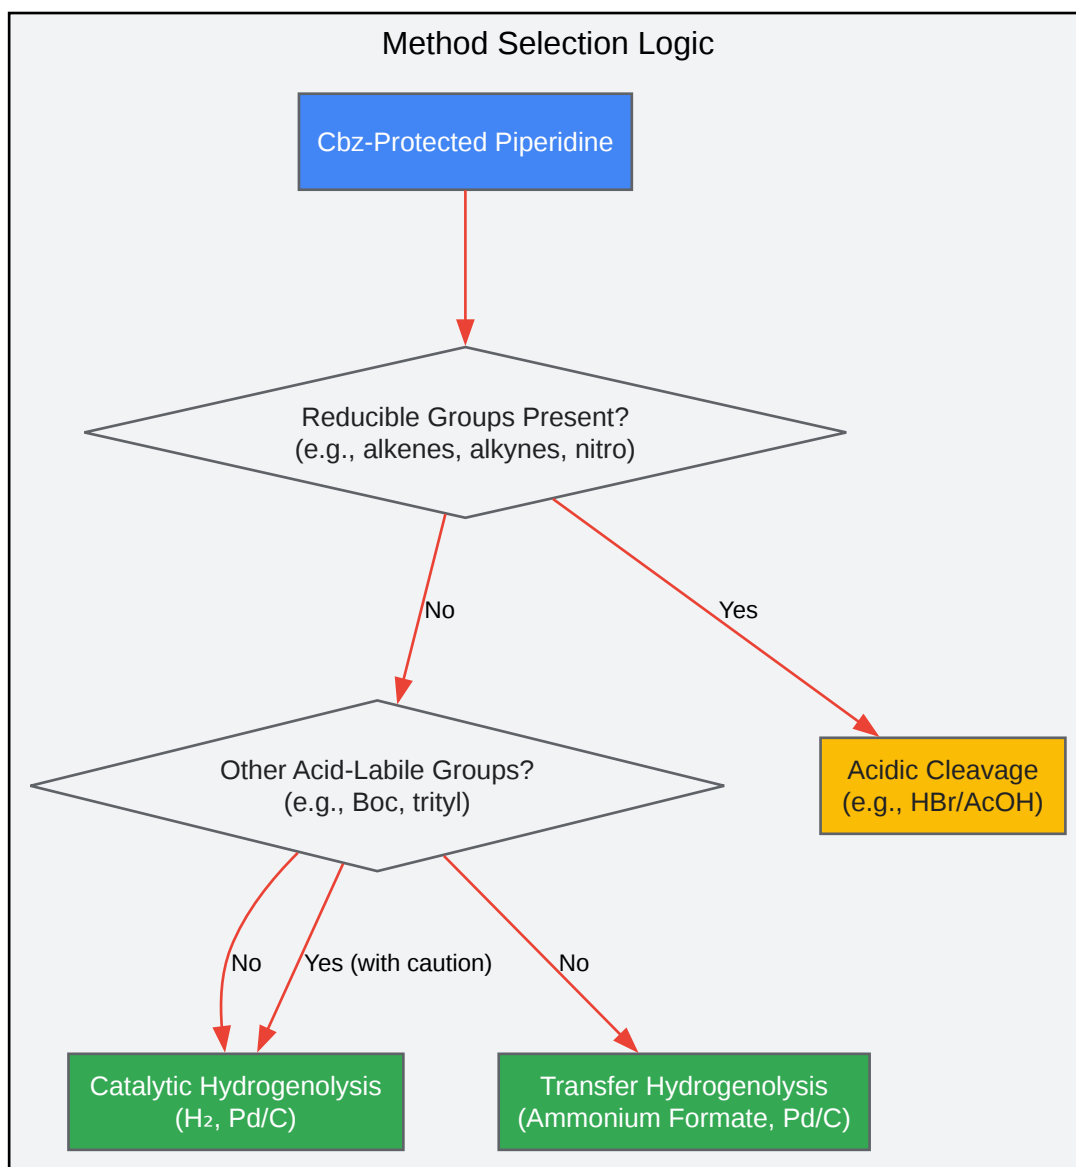 Method Selection Logic
Cbz-Protected Piperidine
Reducible Groups Present?
(e.g., alkenes, alkynes, nitro)
No
Yes
Other Acid-Labile Groups?
(e.g., Boc, trityl)
Acidic Cleavage
(e.g., HBr/AcOH)
No
Yes (with caution)
No
Catalytic Hydrogenolysis
(H₂, Pd/C)
Transfer Hydrogenolysis
(Ammonium Formate, Pd/C)